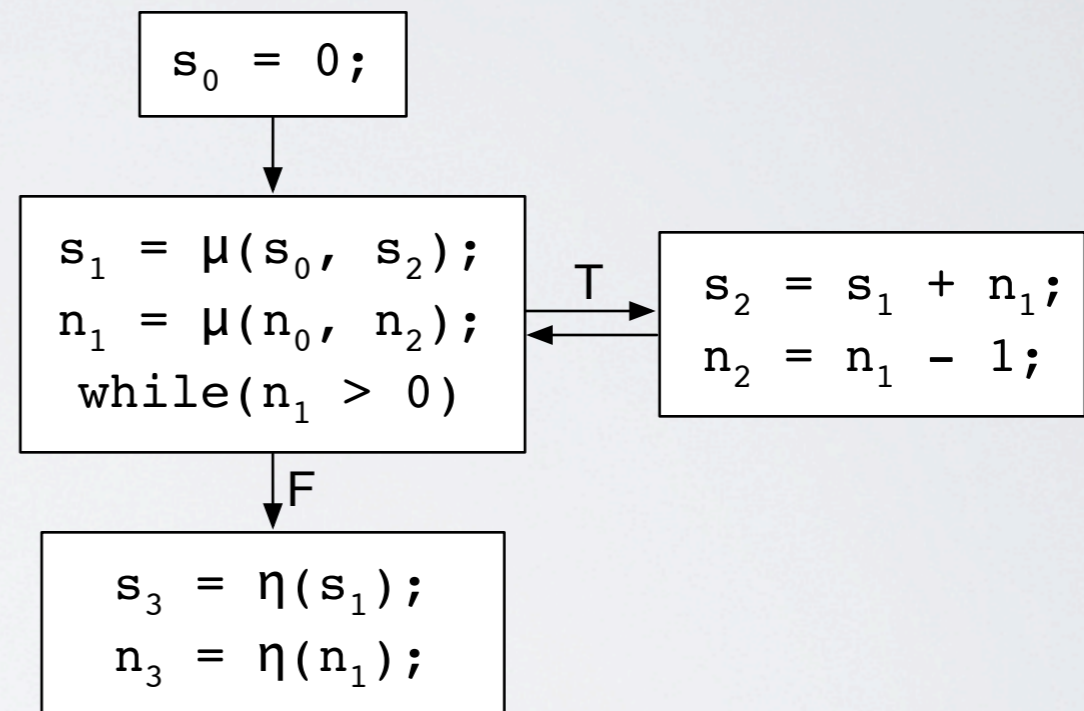 s₀ = 0;
s₁ = μ(s₀, s₂);
n₁ = μ(n₀, n₂);
while(n₁ > 0)
T
s₂ = s₁ + n₁;
n₂ = n₁ - 1;
F
s₃ = η(s₁);
n₃ = η(n₁);